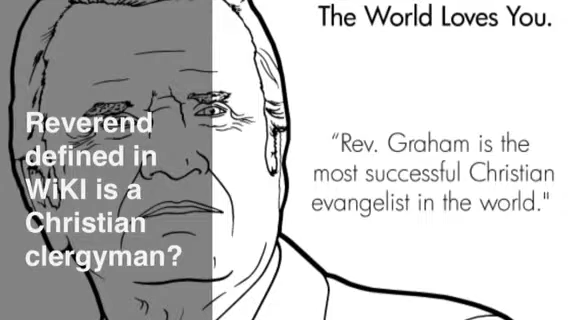 The World Loves You.
Reverend
defined in
WiKI is a
Christian
clergyman?
“Rev. Graham is the
most successful Christian
evangelist in the world."